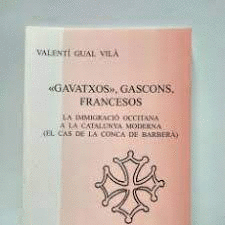 VALENTÍ GUAL VILÀ
«GAVATXOS», GASCONS,
FRANCESOS
LA IMMIGRACIÓ OCCITANA
A LA CATALUNYA MODERNA
(EL CAS DE LA CONCA DE BARBERÀ)